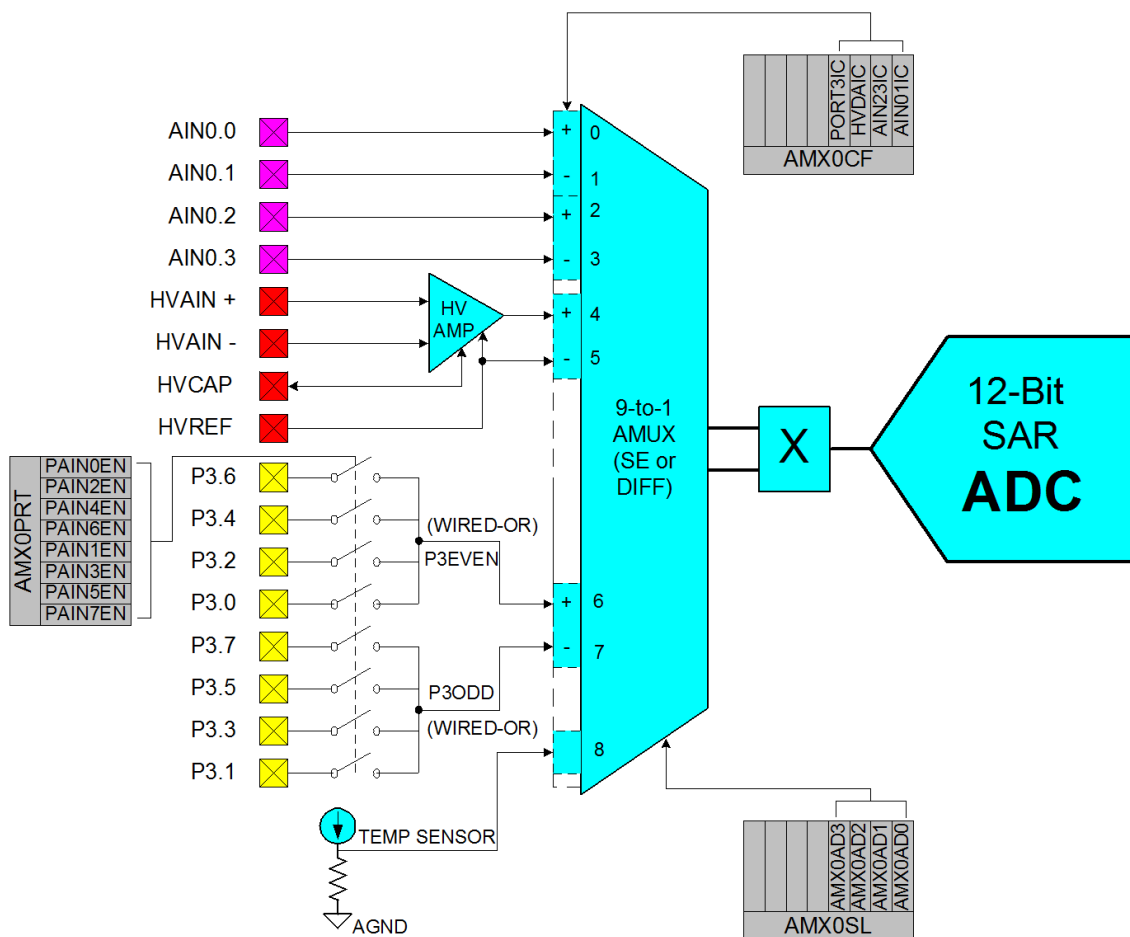 PORT3IC
HVDAIC
AIN23IC
AIN01IC
AMX0CF
AIN0.0
AIN0.1
AIN0.2
AIN0.3
HVAIN +
HVAIN -
HVCAP
HVREF
HV
AMP
+
-
+
-
+
-
+
-
0
1
2
3
4
5
6
7
8
9-to-1
AMUX
(SE or
DIFF)
X
12-Bit
SAR
ADC
AMX0PRT
PAIN0EN
PAIN2EN
PAIN4EN
PAIN6EN
PAIN1EN
PAIN3EN
PAIN5EN
PAIN7EN
P3.6
P3.4
P3.2
P3.0
P3.7
P3.5
P3.3
P3.1
(WIRED-OR)
P3EVEN
P3ODD
(WIRED-OR)
TEMP SENSOR
AGND
AMX0AD3
AMX0AD2
AMX0AD1
AMX0AD0
AMX0SL